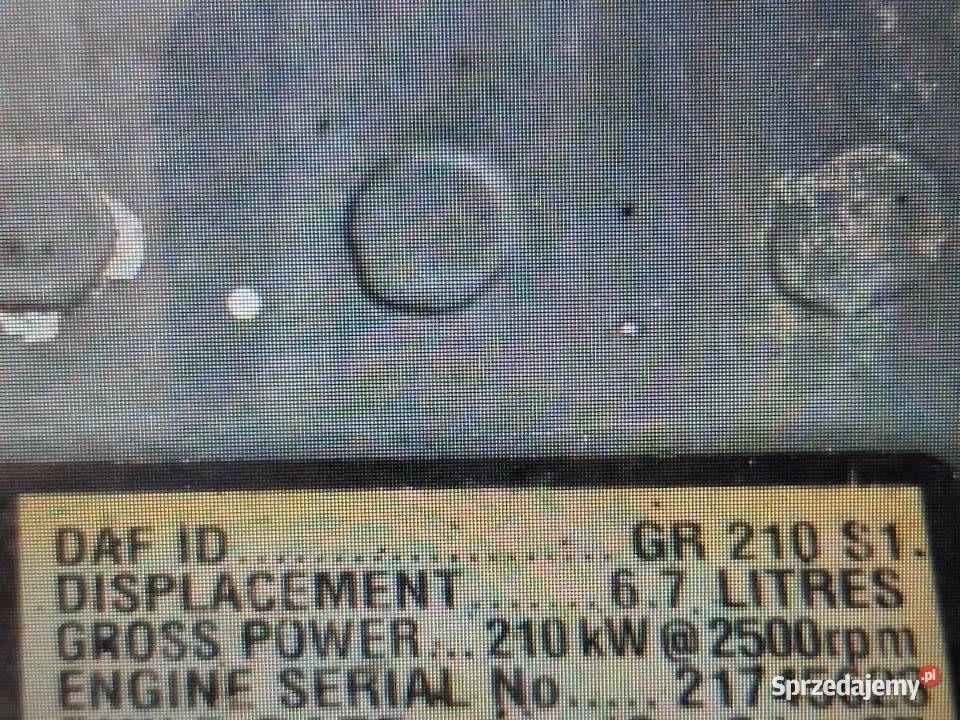 DAF ID.................. GR 210 S1.
DISPLACEMENT....... 6.7 LITRES
GROSS POWER... 210 kW @ 2500rpm
ENGINE SERIAL No.....
Sprzedajemy.pl